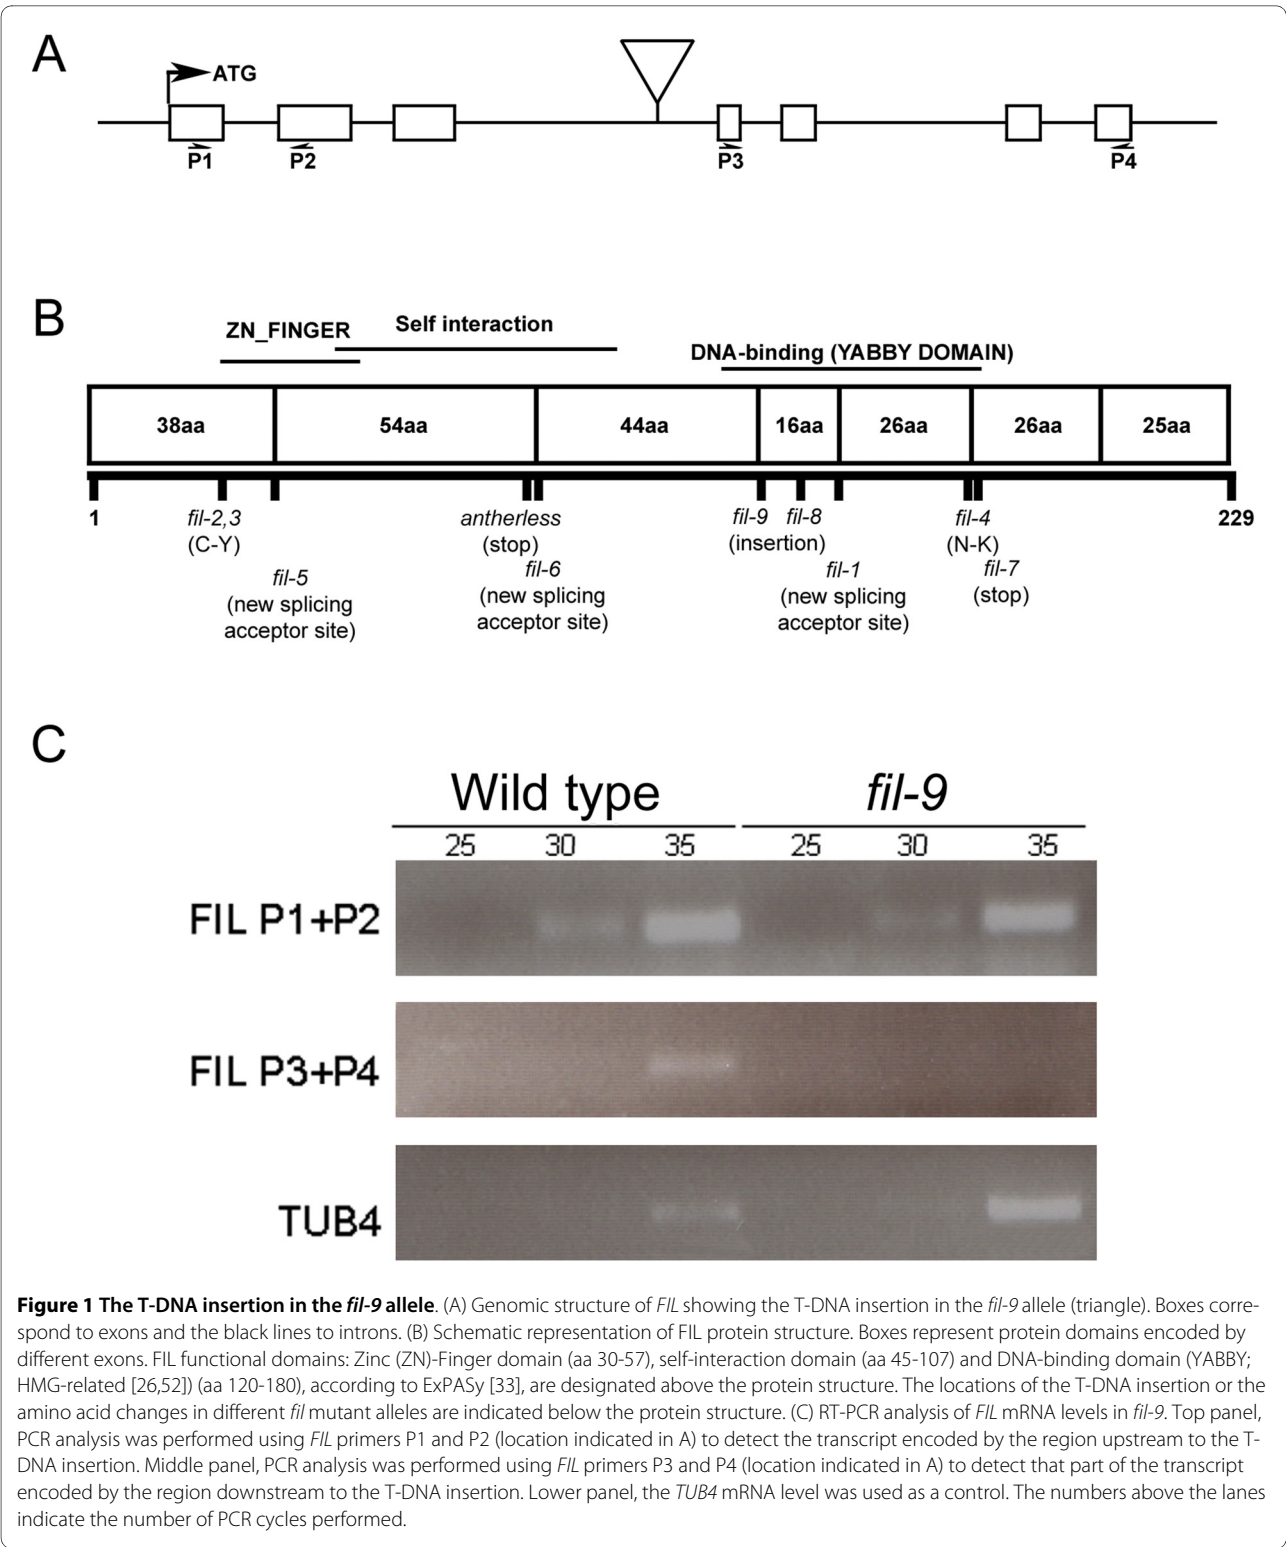 A
ATG
P1 P2 P3 P4
B
ZN_FINGER Self interaction
DNA-binding (YABBY DOMAIN)
38aa 54aa 44aa 16aa 26aa 26aa 25aa
1 fil-2,3 antherless fil-9 fil-8 fil-4 229
(C-Y) (stop) (insertion) (N-K)
fil-5 fil-6 fil-1 fil-7
(new splicing (new splicing (new splicing (stop)
acceptor site) acceptor site) acceptor site)
C
Wild type fil-9
25 30 35 25 30 35
FIL P1+P2
FIL P3+P4
TUB4
Figure 1 The T-DNA insertion in the fil-9 allele. (A) Genomic structure of FIL showing the T-DNA insertion in the fil-9 allele (triangle). Boxes corre-
spond to exons and the black lines to introns. (B) Schematic representation of FIL protein structure. Boxes represent protein domains encoded by
different exons. FIL functional domains: Zinc (ZN)-Finger domain (aa 30-57), self-interaction domain (aa 45-107) and DNA-binding domain (YABBY;
HMG-related [26,52]) (aa 120-180), according to ExPASy [33], are designated above the protein structure. The locations of the T-DNA insertion or the
amino acid changes in different fil mutant alleles are indicated below the protein structure. (C) RT-PCR analysis of FIL mRNA levels in fil-9. Top panel,
PCR analysis was performed using FIL primers P1 and P2 (location indicated in A) to detect the transcript encoded by the region upstream to the T-
DNA insertion. Middle panel, PCR analysis was performed using FIL primers P3 and P4 (location indicated in A) to detect that part of the transcript
encoded by the region downstream to the T-DNA insertion. Lower panel, the TUB4 mRNA level was used as a control. The numbers above the lanes
indicate the number of PCR cycles performed.